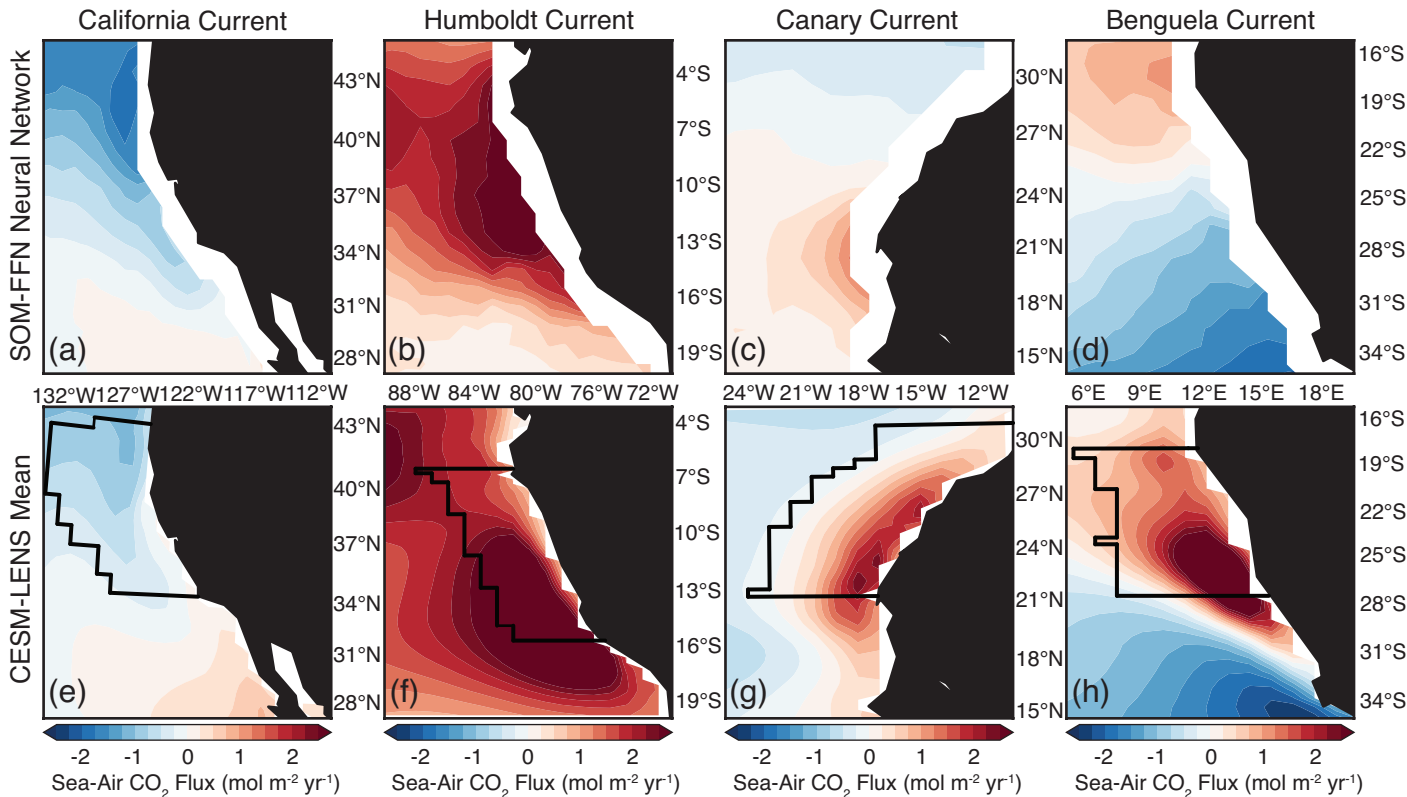 California Current
Humboldt Current
Canary Current
Benguela Current
SOM-FFN Neural Network
(a)
43°N
40°N
37°N
34°N
31°N
28°N
(b)
4°S
7°S
10°S
13°S
16°S
19°S
(c)
30°N
27°N
24°N
21°N
18°N
15°N
(d)
16°S
19°S
22°S
25°S
28°S
31°S
34°S
132°W 127°W 122°W 117°W 112°W
88°W 84°W 80°W 76°W 72°W
24°W 21°W 18°W 15°W 12°W
6°E 9°E 12°E 15°E 18°E
CESM-LENS Mean
(e)
43°N
40°N
37°N
34°N
31°N
28°N
(f)
4°S
7°S
10°S
13°S
16°S
19°S
(g)
30°N
27°N
24°N
21°N
18°N
15°N
(h)
16°S
19°S
22°S
25°S
28°S
31°S
34°S
-2 -1 0 1 2
Sea-Air CO₂ Flux (mol m⁻² yr⁻¹)
-2 -1 0 1 2
Sea-Air CO₂ Flux (mol m⁻² yr⁻¹)
-2 -1 0 1 2
Sea-Air CO₂ Flux (mol m⁻² yr⁻¹)
-2 -1 0 1 2
Sea-Air CO₂ Flux (mol m⁻² yr⁻¹)